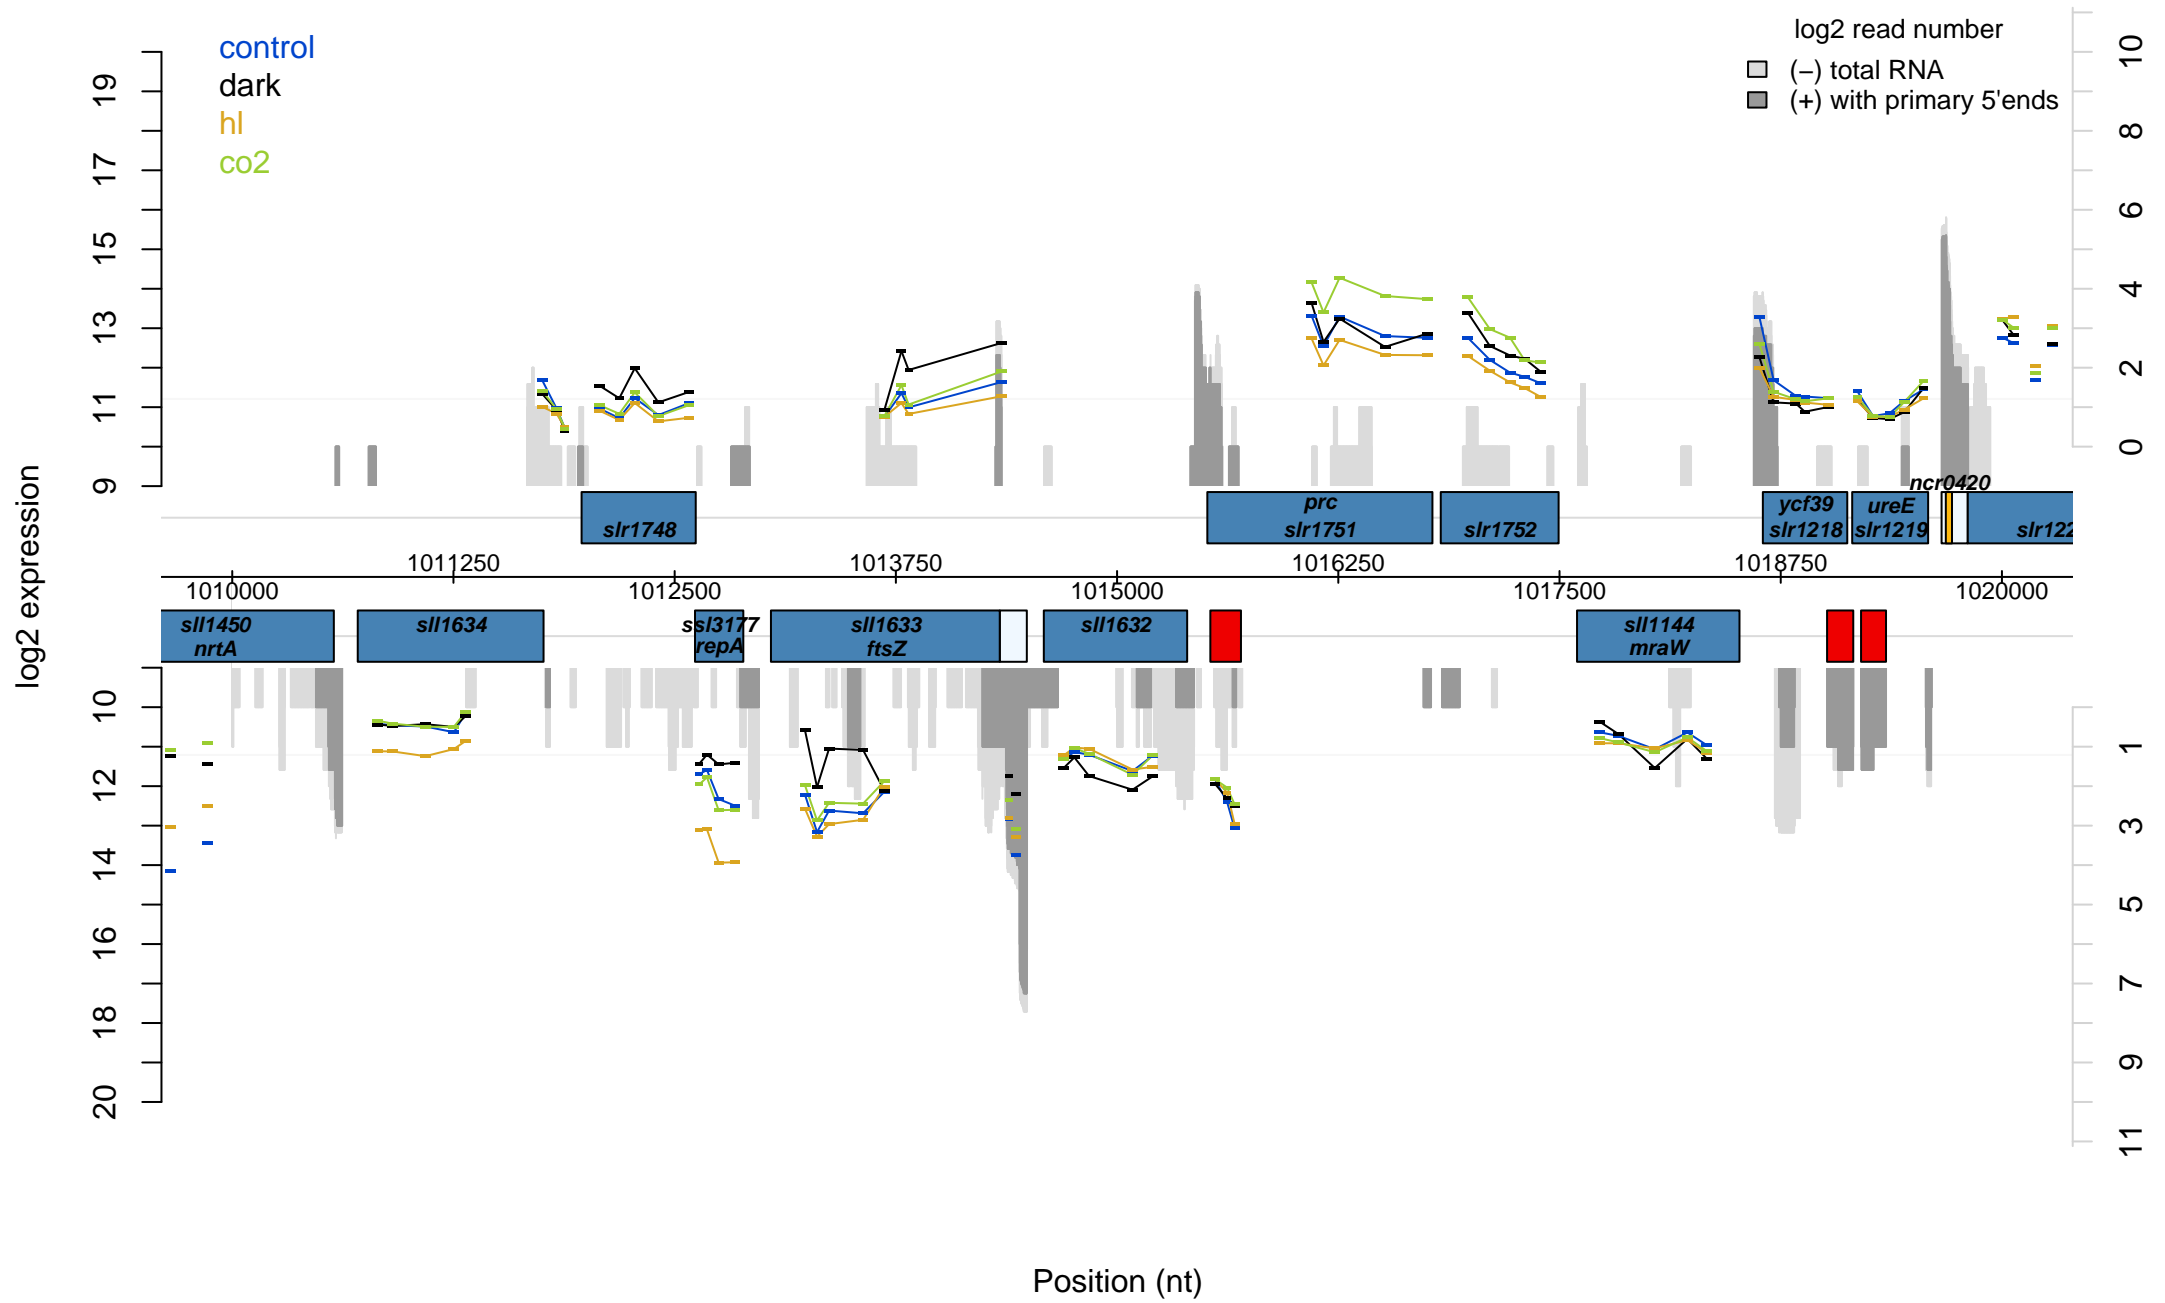 control
dark
hl
co2
log2 read number
(−) total RNA
(+) with primary 5'ends
19
17
15
13
11
9
10
8
6
4
2
0
log2 expression
ncr0420
prc
ycf39
ureE
slr1748
slr1751
slr1752
slr1218
slr1219
slr122
1011250
1013750
1016250
1018750
1010000
1012500
1015000
1017500
1020000
sll1450
sll1634
ssl3177
sll1633
sll1632
sll1144
nrtA
repA
ftsZ
mraW
10
12
14
16
18
20
1
3
5
7
9
11
Position (nt)